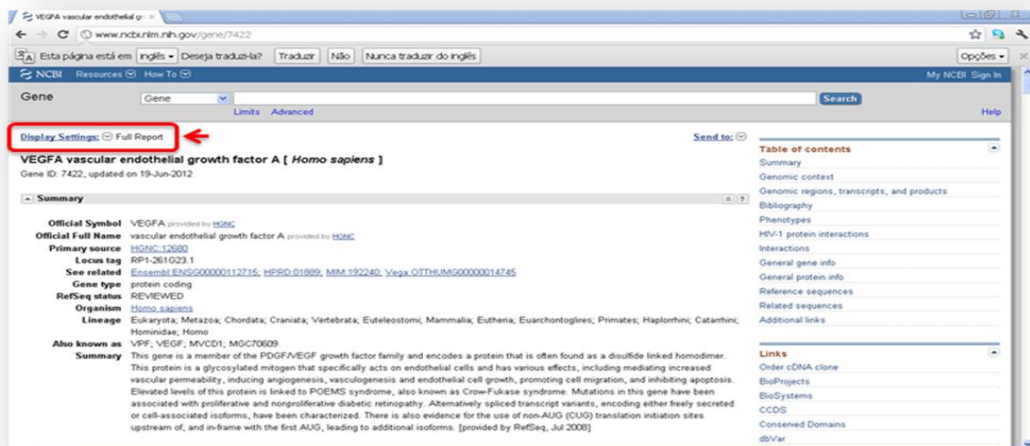 VEGFA vascular endothelial gr
www.ncbi.nlm.nih.gov/gene/7422
Esta página está em inglês Deseja traduzi-la? Traduzir Não Nunca traduzir do inglês Opções
NCBI Resources How To My NCBI Sign In
Gene Gene Search
Limits Advanced Help
Display Settings: Full Report Send to:
VEGFA vascular endothelial growth factor A [ Homo sapiens ]
Gene ID: 7422, updated on 19-Jun-2012
Summary
Official Symbol VEGFA provided by HGNC
Official Full Name vascular endothelial growth factor A provided by HGNC
Primary source HGNC:12680
Locus tag RP1-261G23.1
See related Ensembl:ENSG00000112715; HPRD:01889; MIM:192240; Vega:OTTHUMG00000014745
Gene type protein coding
RefSeq status REVIEWED
Organism Homo sapiens
Lineage Eukaryota; Metazoa; Chordata; Craniata; Vertebrata; Euteleostomi; Mammalia; Eutheria; Euarchontoglires; Primates; Haplorrhini; Catarrhini;
Hominidae; Homo
Also known as VPF; VEGF; MVCD1; MGC70609
Summary This gene is a member of the PDGF/VEGF growth factor family and encodes a protein that is often found as a disulfide linked homodimer.
This protein is a glycosylated mitogen that specifically acts on endothelial cells and has various effects, including mediating increased
vascular permeability, inducing angiogenesis, vasculogenesis and endothelial cell growth, promoting cell migration, and inhibiting apoptosis.
Elevated levels of this protein is linked to POEMS syndrome, also known as Crow-Fukase syndrome. Mutations in this gene have been
associated with proliferative and nonproliferative diabetic retinopathy. Alternatively spliced transcript variants, encoding either freely secreted
or cell-associated isoforms, have been characterized. There is also evidence for the use of non-AUG (CUG) translation initiation sites
upstream of, and in-frame with the first AUG, leading to additional isoforms. [provided by RefSeq, Jul 2008]
Table of contents
Summary
Genomic context
Genomic regions, transcripts, and products
Bibliography
Phenotypes
HIV-1 protein interactions
Interactions
General gene info
General protein info
Reference sequences
Related sequences
Additional links
Links
Order cDNA clone
BioProjects
BioSystems
CCDS
Conserved Domains
dbVar